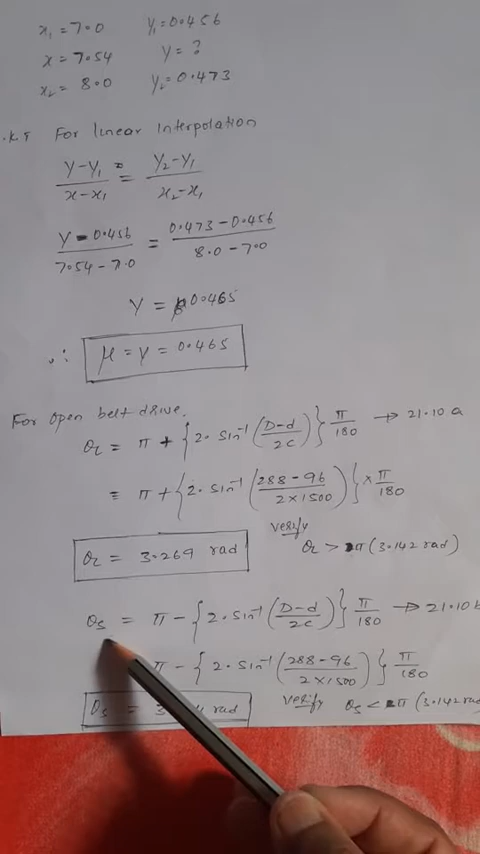 x₁ = 7.0 y₁ = 0.456
x = 7.54 y = ?
x₂ = 8.0 y₂ = 0.473
.k.s For linear interpolation
(y-y₁)/(x-x₁) = (y₂-y₁)/(x₂-x₁)
(y-0.456)/(7.54-7.0) = (0.473-0.456)/(8.0-7.0)
y = 0.465
∴ μ = y = 0.465
For open belt drive.
θL = π + {2.sin⁻¹((D-d)/2C)} π/180 → 21.10 a
= π + {2.sin⁻¹((288-96)/(2×1500))} × π/180
θL = 3.269 rad verify θL > π (3.142 rad)
θs = π - {2.sin⁻¹((D-d)/2C)} π/180 → 21.10 b
π - {2.sin⁻¹((288-96)/(2×1500))} π/180
θs = 3 rad verify θs < π (3.142 rad